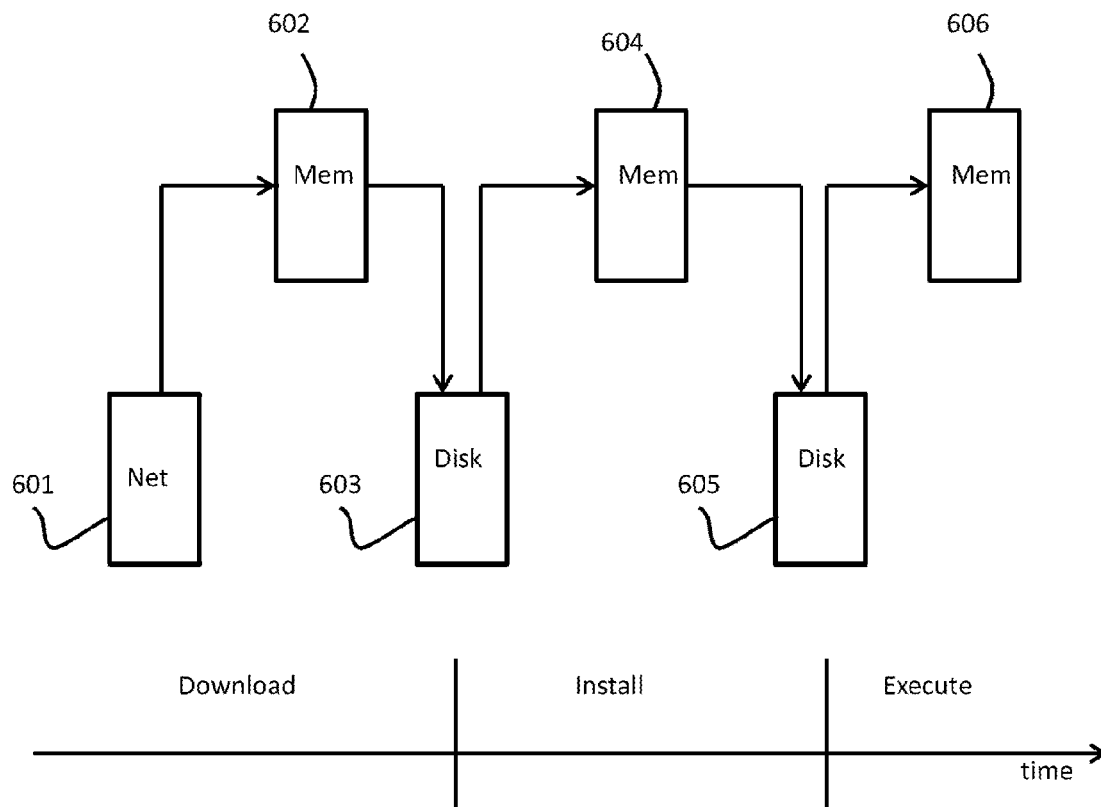 602
604
606
Mem
Mem
Mem
601
Net
603
Disk
605
Disk
Download
Install
Execute
time